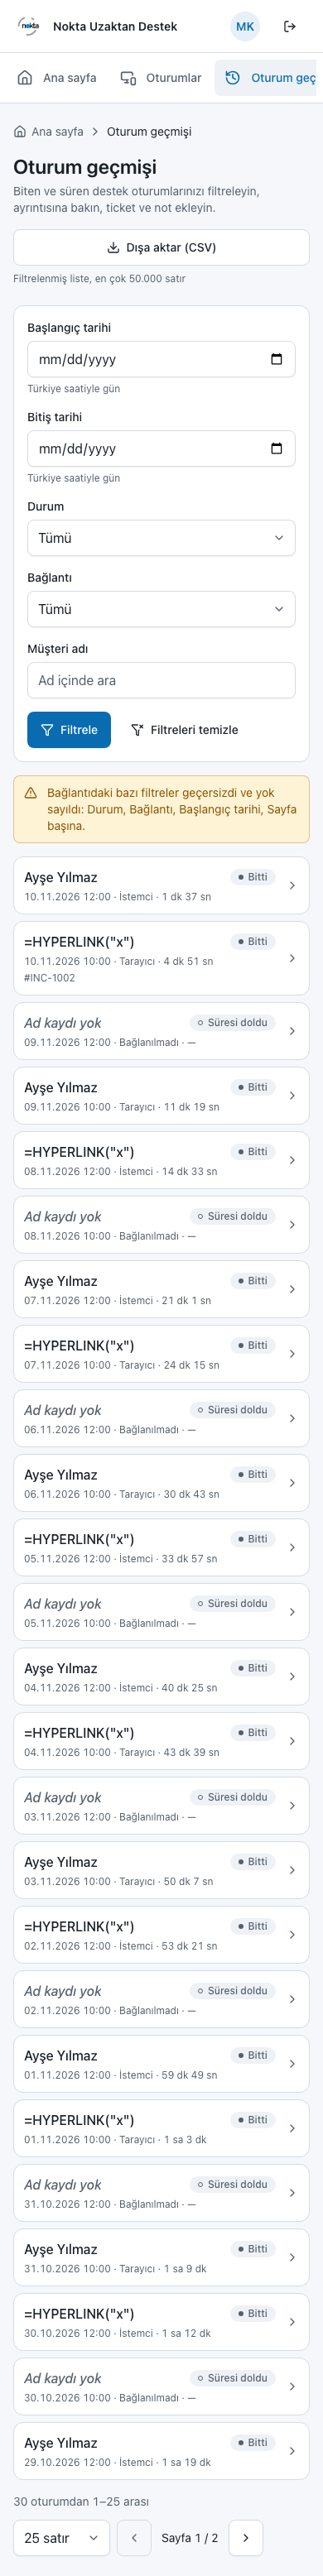 nokta
Nokta Uzaktan Destek
MK
Ana sayfa
Oturumlar
Oturum geç
Ana sayfa
Oturum geçmişi
Oturum geçmişi
Biten ve süren destek oturumlarınızı filtreleyin,
ayrıntısına bakın, ticket ve not ekleyin.
Dışa aktar (CSV)
Filtrelenmiş liste, en çok 50.000 satır
Başlangıç tarihi
mm/dd/yyyy
Türkiye saatiyle gün
Bitiş tarihi
mm/dd/yyyy
Türkiye saatiyle gün
Durum
Tümü
Bağlantı
Tümü
Müşteri adı
Ad içinde ara
Filtrele
Filtreleri temizle
Bağlantıdaki bazı filtreler geçersizdi ve yok
sayıldı: Durum, Bağlantı, Başlangıç tarihi, Sayfa
başına.
Ayşe Yılmaz
Bitti
10.11.2026 12:00 · İstemci · 1 dk 37 sn
=HYPERLINK("x")
Bitti
10.11.2026 10:00 · Tarayıcı · 4 dk 51 sn
#INC-1002
Ad kaydı yok
Süresi doldu
09.11.2026 12:00 · Bağlanılmadı · —
Ayşe Yılmaz
Bitti
09.11.2026 10:00 · Tarayıcı · 11 dk 19 sn
=HYPERLINK("x")
Bitti
08.11.2026 12:00 · İstemci · 14 dk 33 sn
Ad kaydı yok
Süresi doldu
08.11.2026 10:00 · Bağlanılmadı · —
Ayşe Yılmaz
Bitti
07.11.2026 12:00 · İstemci · 21 dk 1 sn
=HYPERLINK("x")
Bitti
07.11.2026 10:00 · Tarayıcı · 24 dk 15 sn
Ad kaydı yok
Süresi doldu
06.11.2026 12:00 · Bağlanılmadı · —
Ayşe Yılmaz
Bitti
06.11.2026 10:00 · Tarayıcı · 30 dk 43 sn
=HYPERLINK("x")
Bitti
05.11.2026 12:00 · İstemci · 33 dk 57 sn
Ad kaydı yok
Süresi doldu
05.11.2026 10:00 · Bağlanılmadı · —
Ayşe Yılmaz
Bitti
04.11.2026 12:00 · İstemci · 40 dk 25 sn
=HYPERLINK("x")
Bitti
04.11.2026 10:00 · Tarayıcı · 43 dk 39 sn
Ad kaydı yok
Süresi doldu
03.11.2026 12:00 · Bağlanılmadı · —
Ayşe Yılmaz
Bitti
03.11.2026 10:00 · Tarayıcı · 50 dk 7 sn
=HYPERLINK("x")
Bitti
02.11.2026 12:00 · İstemci · 53 dk 21 sn
Ad kaydı yok
Süresi doldu
02.11.2026 10:00 · Bağlanılmadı · —
Ayşe Yılmaz
Bitti
01.11.2026 12:00 · İstemci · 59 dk 49 sn
=HYPERLINK("x")
Bitti
01.11.2026 10:00 · Tarayıcı · 1 sa 3 dk
Ad kaydı yok
Süresi doldu
31.10.2026 12:00 · Bağlanılmadı · —
Ayşe Yılmaz
Bitti
31.10.2026 10:00 · Tarayıcı · 1 sa 9 dk
=HYPERLINK("x")
Bitti
30.10.2026 12:00 · İstemci · 1 sa 12 dk
Ad kaydı yok
Süresi doldu
30.10.2026 10:00 · Bağlanılmadı · —
Ayşe Yılmaz
Bitti
29.10.2026 12:00 · İstemci · 1 sa 19 dk
30 oturumdan 1–25 arası
25 satır
Sayfa 1 / 2